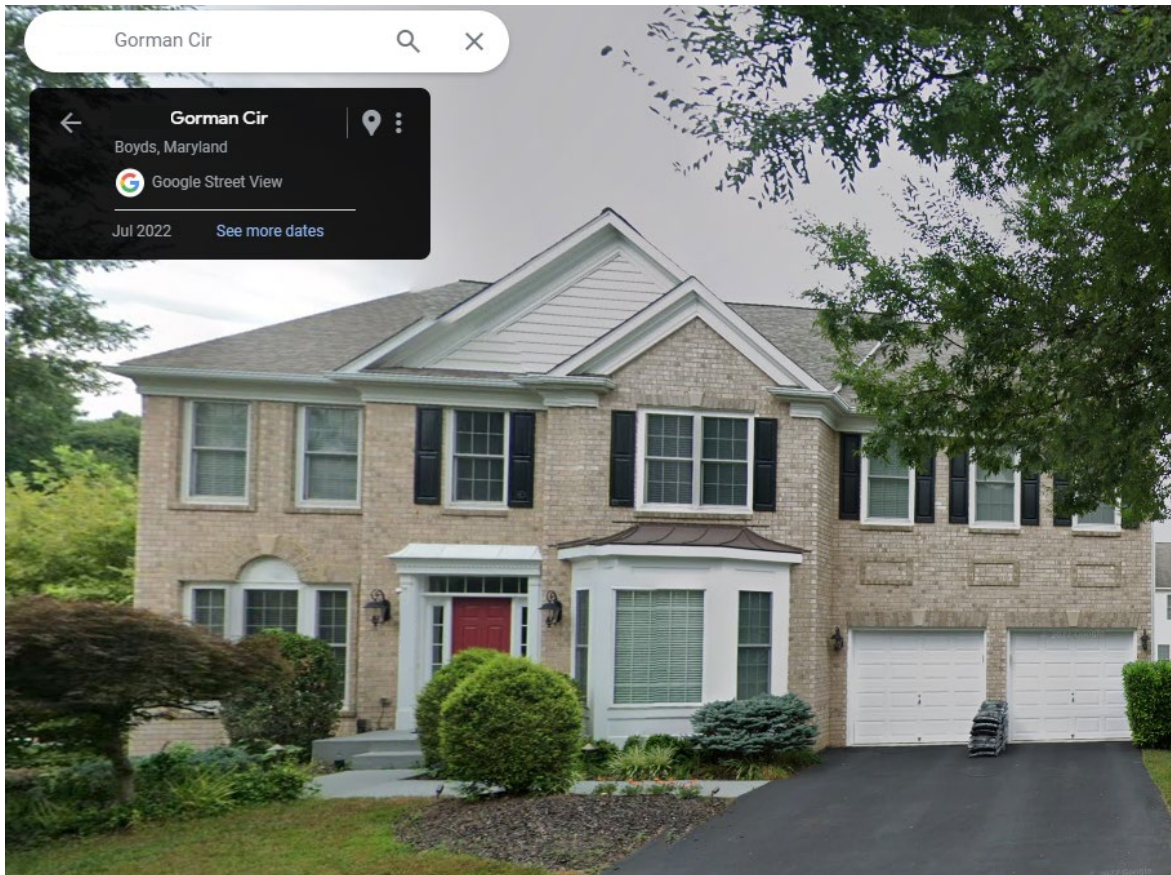 Gorman Cir
Gorman Cir
Boyds, Maryland
Google Street View
Jul 2022 See more dates